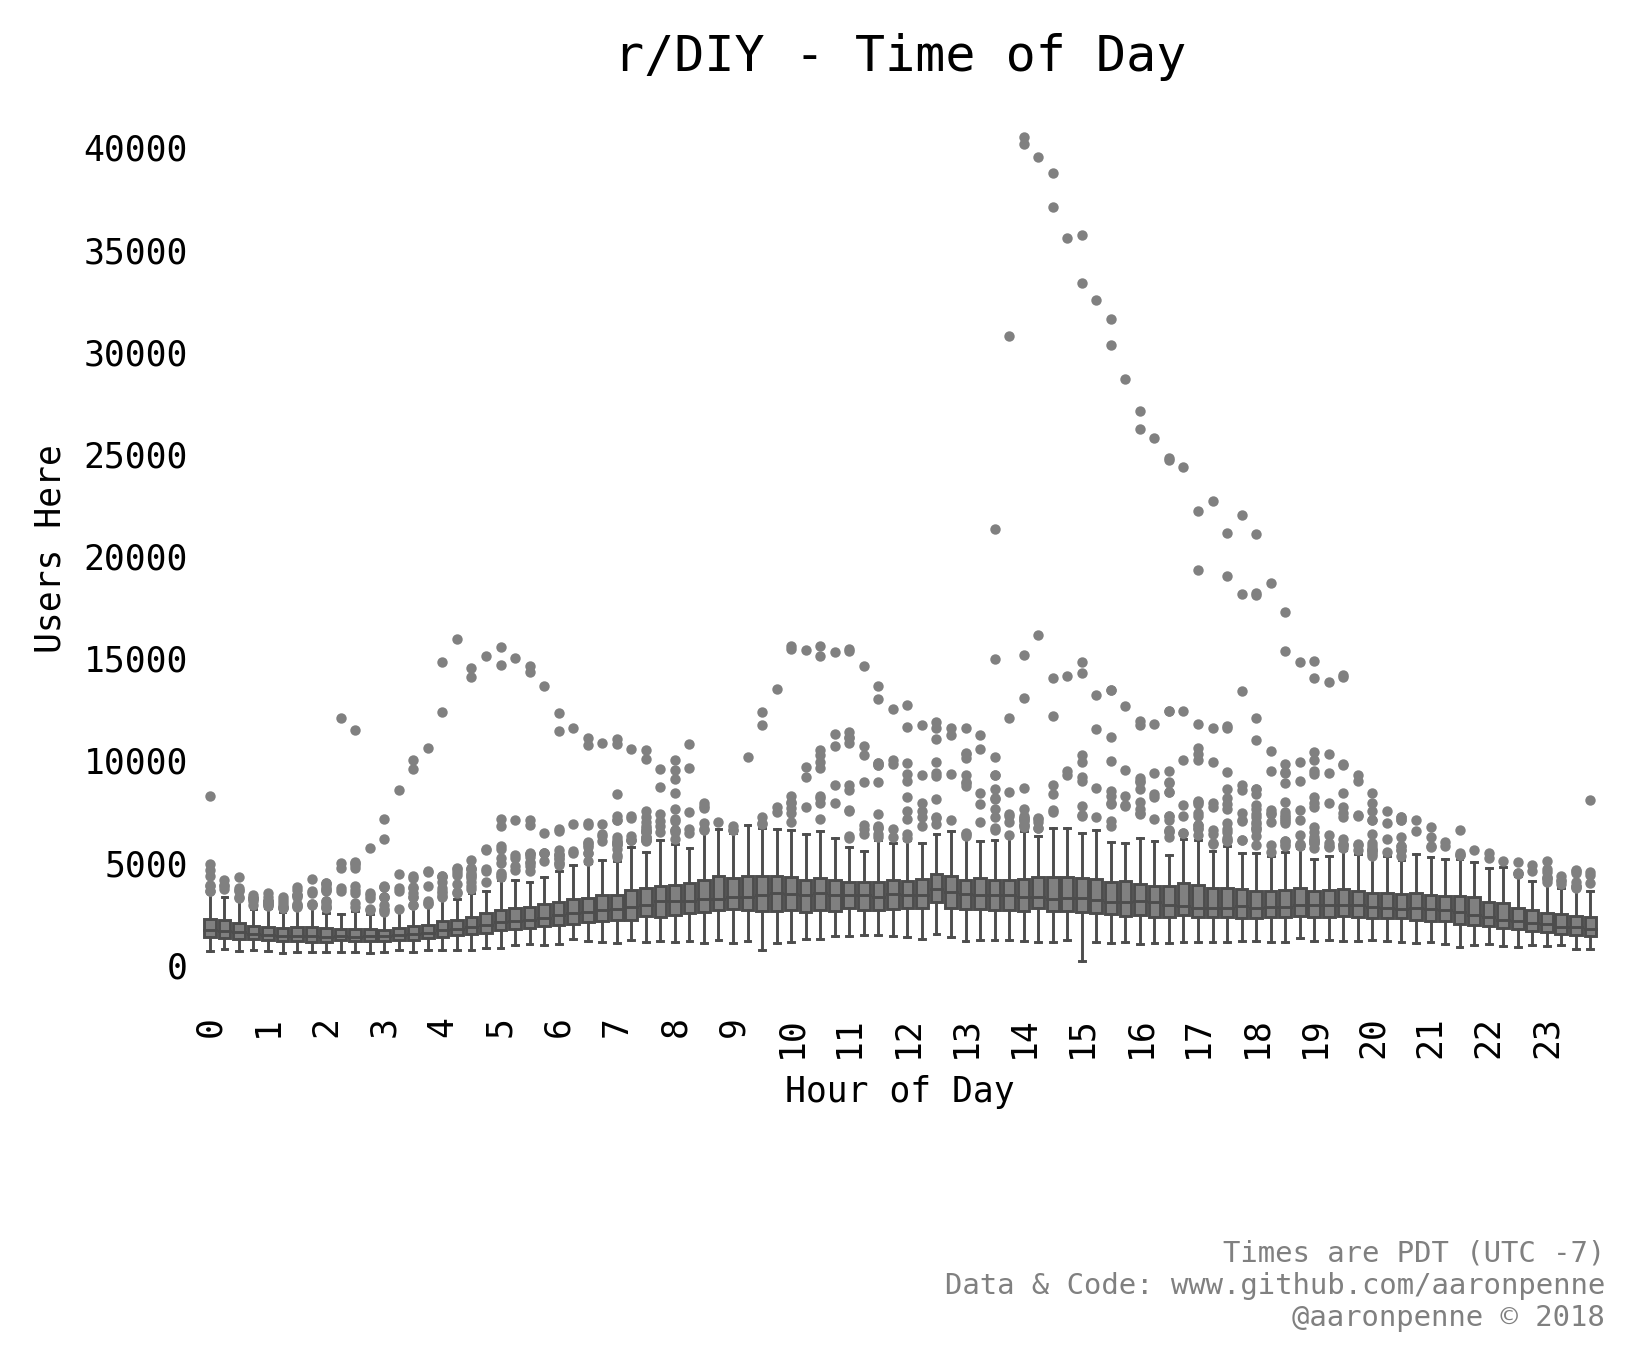 r/DIY - Time of Day
40000
35000
30000
25000
20000
15000
10000
5000
0
Users Here
0 1 2 3 4 5 6 7 8 9 10 11 12 13 14 15 16 17 18 19 20 21 22 23
Hour of Day
Times are PDT (UTC -7)
Data & Code: www.github.com/aaronpenne
@aaronpenne © 2018